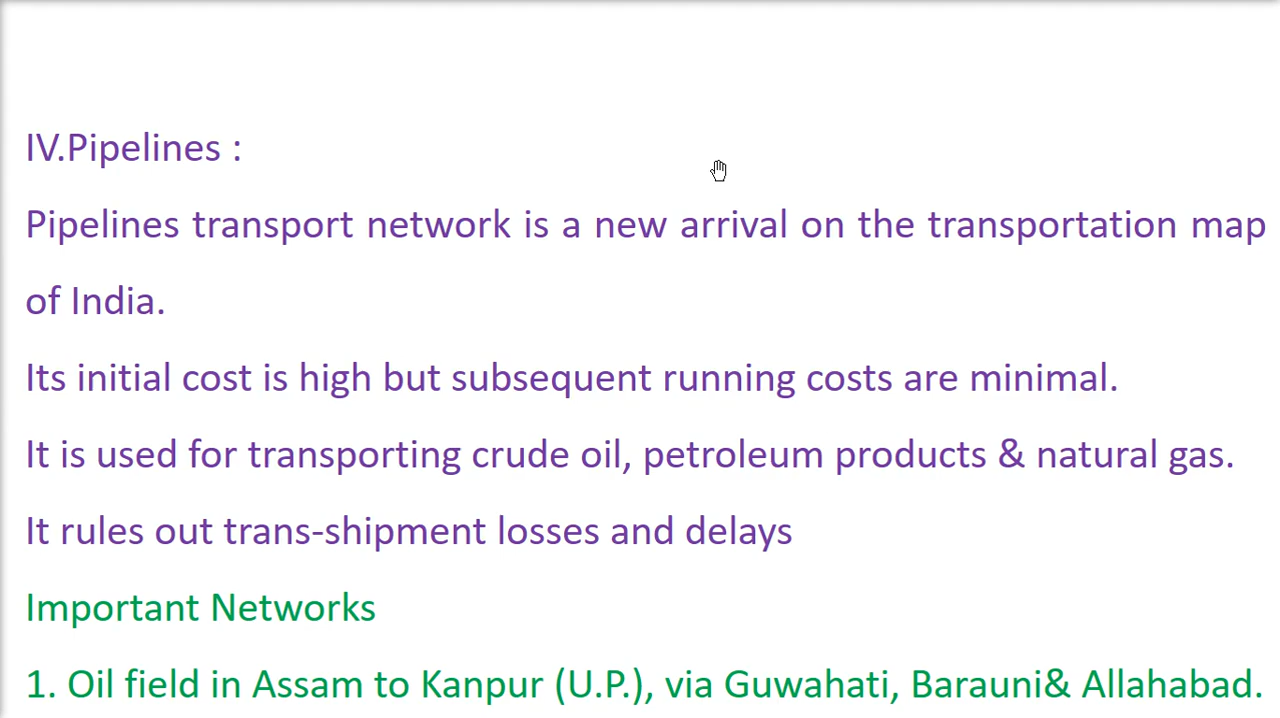 IV.Pipelines :
Pipelines transport network is a new arrival on the transportation map
of India.
Its initial cost is high but subsequent running costs are minimal.
It is used for transporting crude oil, petroleum products & natural gas.
It rules out trans-shipment losses and delays
Important Networks
1. Oil field in Assam to Kanpur (U.P.), via Guwahati, Barauni& Allahabad.